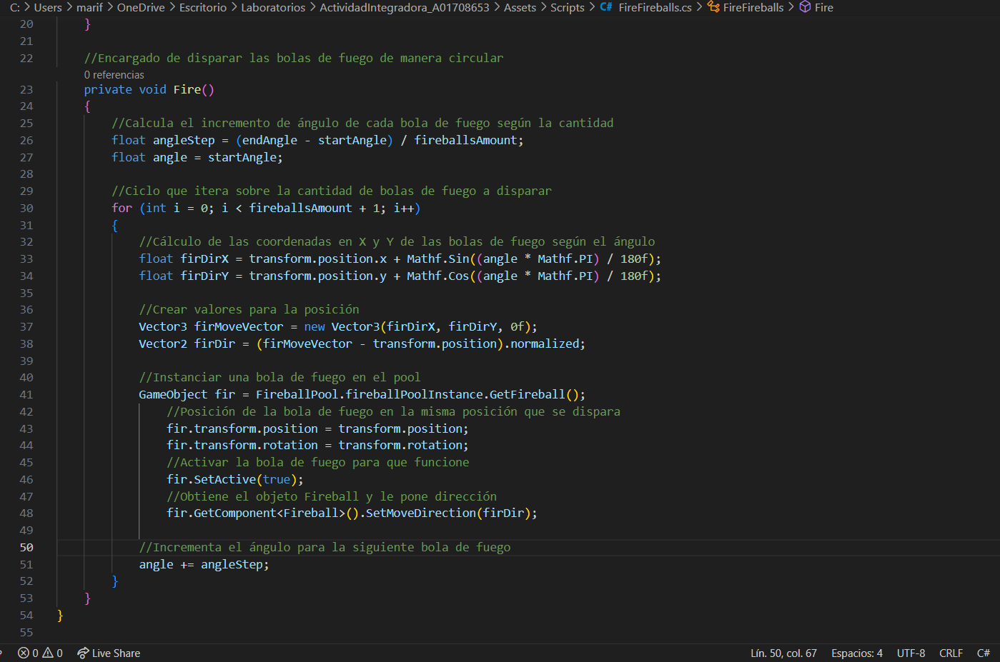 C: > Users > marif > OneDrive > Escritorio > Laboratorios > ActividadIntegradora_A01708653 > Assets > Scripts > C# FireFireballs.cs > FireFireballs > Fire
20 }
21
22 //Encargado de disparar las bolas de fuego de manera circular
0 referencias
23 private void Fire()
24 {
25 //Calcula el incremento de ángulo de cada bola de fuego según la cantidad
26 float angleStep = (endAngle - startAngle) / fireballsAmount;
27 float angle = startAngle;
28
29 //Ciclo que itera sobre la cantidad de bolas de fuego a disparar
30 for (int i = 0; i < fireballsAmount + 1; i++)
31 {
32 //Cálculo de las coordenadas en X y Y de las bolas de fuego según el ángulo
33 float firDirX = transform.position.x + Mathf.Sin((angle * Mathf.PI) / 180f);
34 float firDirY = transform.position.y + Mathf.Cos((angle * Mathf.PI) / 180f);
35
36 //Crear valores para la posición
37 Vector3 firMoveVector = new Vector3(firDirX, firDirY, 0f);
38 Vector2 firDir = (firMoveVector - transform.position).normalized;
39
40 //Instanciar una bola de fuego en el pool
41 GameObject fir = FireballPool.fireballPoolInstance.GetFireball();
42 //Posición de la bola de fuego en la misma posición que se dispara
43 fir.transform.position = transform.position;
44 fir.transform.rotation = transform.rotation;
45 //Activar la bola de fuego para que funcione
46 fir.SetActive(true);
47 //Obtiene el objeto Fireball y le pone dirección
48 fir.GetComponent<Fireball>().SetMoveDirection(firDir);
49
50 //Incrementa el ángulo para la siguiente bola de fuego
51 angle += angleStep;
52 }
53 }
54 }
55
0 0 Live Share Lín. 50, col. 67 Espacios: 4 UTF-8 CRLF C#